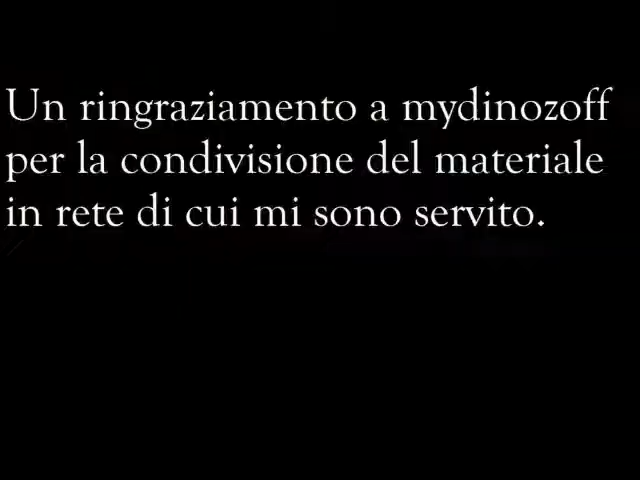 Un ringraziamento a mydinozoff
per la condivisione del materiale
in rete di cui mi sono servito.